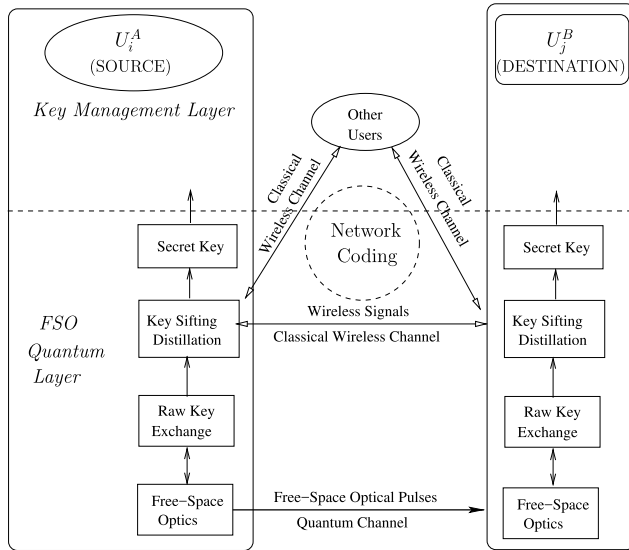 U_i^A
(SOURCE)
Key Management Layer
U_j^B
(DESTINATION)
Other
Users
Classical
Wireless Channel
Classical
Wireless Channel
Network
Coding
Secret Key
Secret Key
FSO
Quantum
Layer
Key Sifting
Distillation
Wireless Signals
Classical Wireless Channel
Key Sifting
Distillation
Raw Key
Exchange
Raw Key
Exchange
Free−Space
Optics
Free−Space Optical Pulses
Quantum Channel
Free−Space
Optics